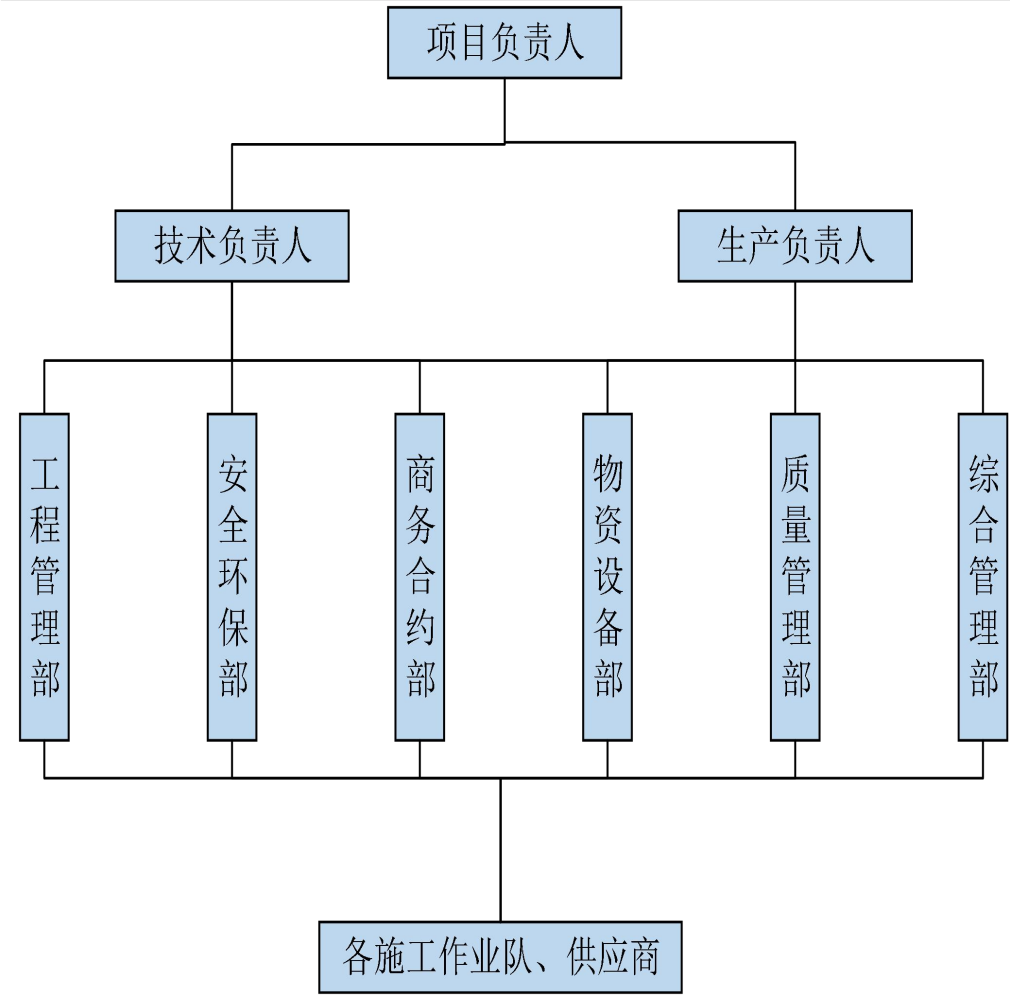 项目负责人
技术负责人
生产负责人
工程管理部
安全环保部
商务合约部
物资设备部
质量管理部
综合管理部
各施工作业队、供应商